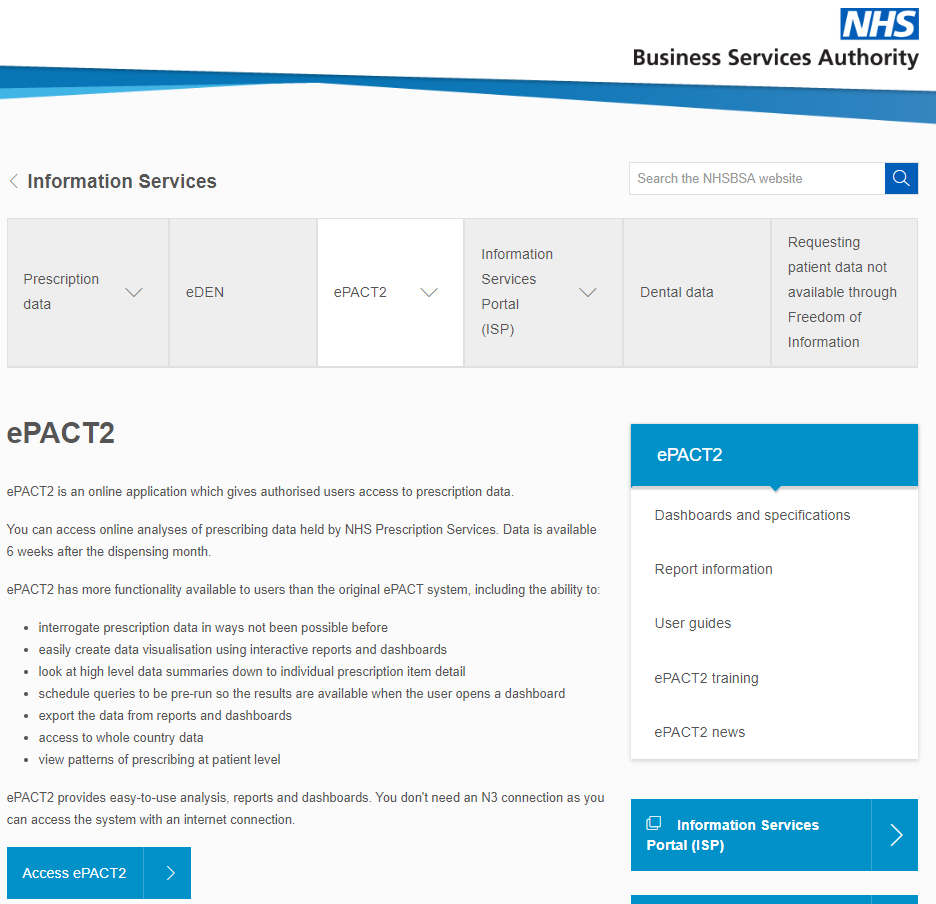 NHS
Business Services Authority
Information Services
Search the NHSBSA website
Prescription
data
eDEN
ePACT2
Information
Services
Portal
(ISP)
Dental data
Requesting
patient data not
available through
Freedom of
Information
ePACT2
ePACT2 is an online application which gives authorised users access to prescription data.
You can access online analyses of prescribing data held by NHS Prescription Services. Data is available
6 weeks after the dispensing month.
ePACT2 has more functionality available to users than the original ePACT system, including the ability to:
• interrogate prescription data in ways not been possible before
• easily create data visualisation using interactive reports and dashboards
• look at high level data summaries down to individual prescription item detail
• schedule queries to be pre-run so the results are available when the user opens a dashboard
• export the data from reports and dashboards
• access to whole country data
• view patterns of prescribing at patient level
ePACT2 provides easy-to-use analysis, reports and dashboards. You don't need an N3 connection as you
can access the system with an internet connection.
Access ePACT2
ePACT2
Dashboards and specifications
Report information
User guides
ePACT2 training
ePACT2 news
Information Services
Portal (ISP)